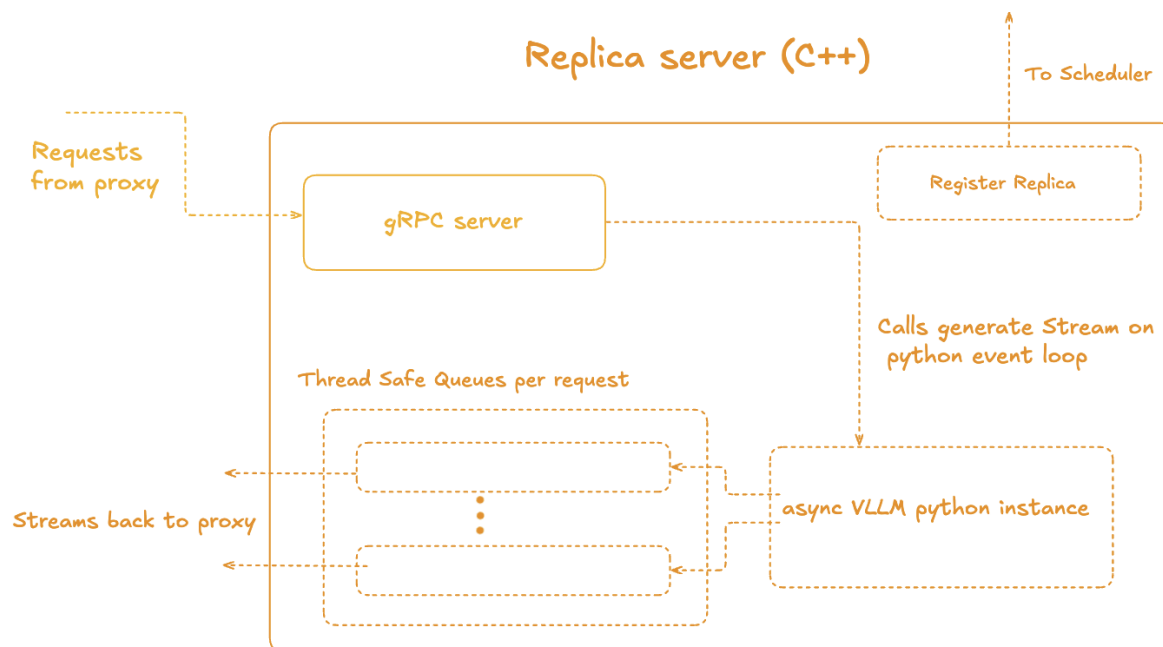 Replica server (C++)
To Scheduler
Requests
from proxy
Register Replica
gRPC server
Calls generate Stream on
python event loop
Thread Safe Queues per request
async VLLM python instance
Streams back to proxy